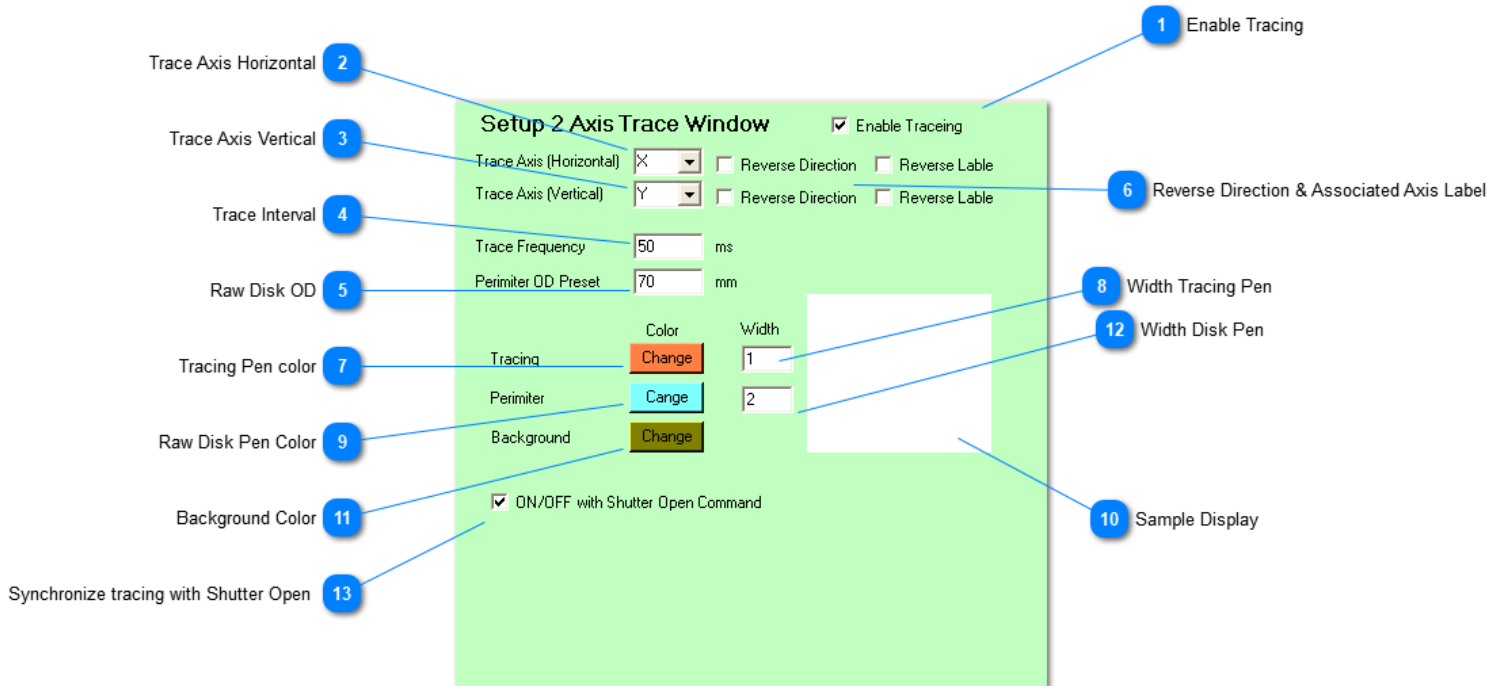 1 Enable Tracing
Trace Axis Horizontal 2
Setup 2 Axis Trace Window Enable Traceing
Trace Axis Vertical 3
Trace Axis (Horizontal) X Reverse Direction Reverse Lable
Trace Axis (Vertical) Y Reverse Direction Reverse Lable
6 Reverse Direction & Associated Axis Label
Trace Interval 4
Trace Frequency 50 ms
Raw Disk OD 5
Perimiter OD Preset 70 mm
8 Width Tracing Pen
12 Width Disk Pen
Color Width
Tracing Pen color 7
Tracing Change 1
Perimiter Cange 2
Raw Disk Pen Color 9
Background Change
Background Color 11
ON/OFF with Shutter Open Command
10 Sample Display
Synchronize tracing with Shutter Open 13